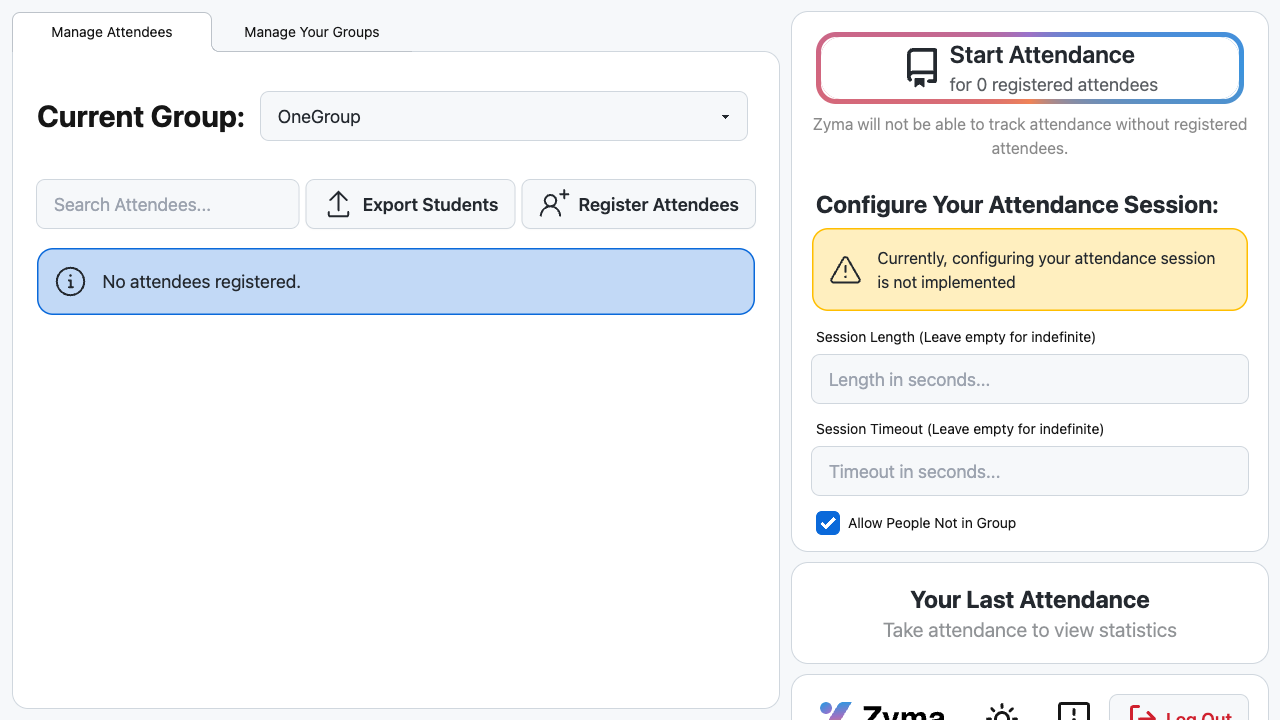 Manage Attendees
Manage Your Groups
Current Group:
OneGroup
Search Attendees...
Export Students
Register Attendees
No attendees registered.
Start Attendance
for 0 registered attendees
Zyma will not be able to track attendance without registered
attendees.
Configure Your Attendance Session:
Currently, configuring your attendance session
is not implemented
Session Length (Leave empty for indefinite)
Length in seconds...
Session Timeout (Leave empty for indefinite)
Timeout in seconds...
Allow People Not in Group
Your Last Attendance
Take attendance to view statistics
Zyma
Log Out